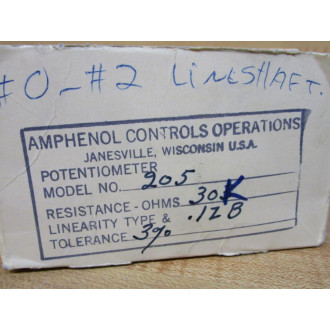 #0-#2 LINESHAFT.
AMPHENOL CONTROLS OPERATIONS
JANESVILLE, WISCONSIN U.S.A.
POTENTIOMETER
MODEL NO. 205
RESISTANCE - OHMS 30K
LINEARITY TYPE & .12B
TOLERANCE 3%